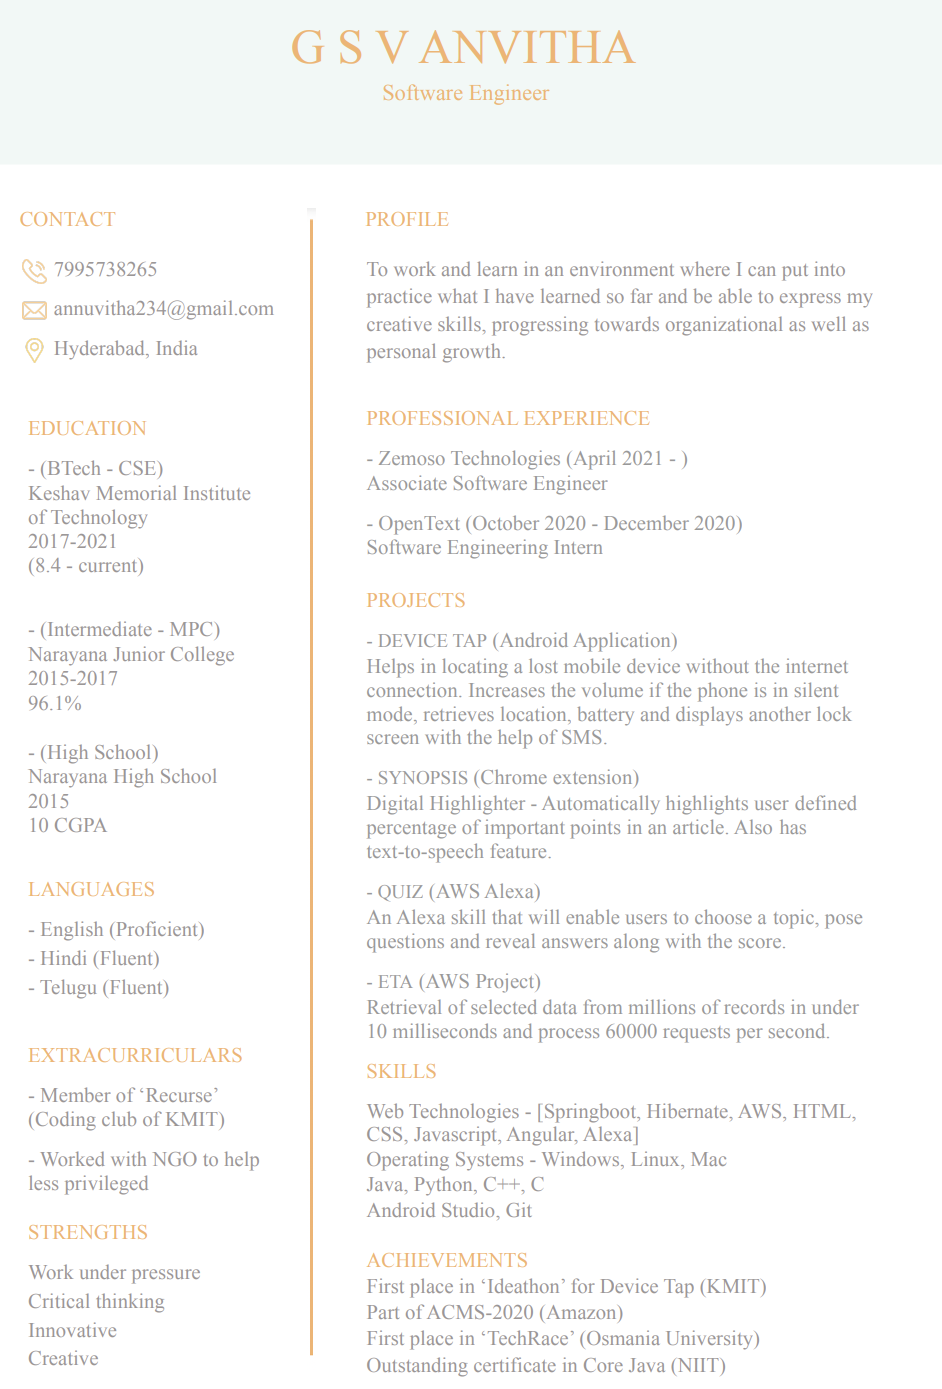 G S V ANVITHA
Software Engineer
CONTACT
7995738265
annuvitha234@gmail.com
Hyderabad, India
EDUCATION
- (BTech - CSE)
Keshav Memorial Institute
of Technology
2017-2021
(8.4 - current)
- (Intermediate - MPC)
Narayana Junior College
2015-2017
96.1%
- (High School)
Narayana High School
2015
10 CGPA
LANGUAGES
- English (Proficient)
- Hindi (Fluent)
- Telugu (Fluent)
EXTRACURRICULARS
- Member of ‘Recurse’
(Coding club of KMIT)
- Worked with NGO to help
less privileged
STRENGTHS
Work under pressure
Critical thinking
Innovative
Creative
PROFILE
To work and learn in an environment where I can put into
practice what I have learned so far and be able to express my
creative skills, progressing towards organizational as well as
personal growth.
PROFESSIONAL EXPERIENCE
- Zemoso Technologies (April 2021 - )
Associate Software Engineer
- OpenText (October 2020 - December 2020)
Software Engineering Intern
PROJECTS
- DEVICE TAP (Android Application)
Helps in locating a lost mobile device without the internet
connection. Increases the volume if the phone is in silent
mode, retrieves location, battery and displays another lock
screen with the help of SMS.
- SYNOPSIS (Chrome extension)
Digital Highlighter - Automatically highlights user defined
percentage of important points in an article. Also has
text-to-speech feature.
- QUIZ (AWS Alexa)
An Alexa skill that will enable users to choose a topic, pose
questions and reveal answers along with the score.
- ETA (AWS Project)
Retrieval of selected data from millions of records in under
10 milliseconds and process 60000 requests per second.
SKILLS
Web Technologies - [Springboot, Hibernate, AWS, HTML,
CSS, Javascript, Angular, Alexa]
Operating Systems - Windows, Linux, Mac
Java, Python, C++, C
Android Studio, Git
ACHIEVEMENTS
First place in ‘Ideathon’ for Device Tap (KMIT)
Part of ACMS-2020 (Amazon)
First place in ‘TechRace’ (Osmania University)
Outstanding certificate in Core Java (NIIT)